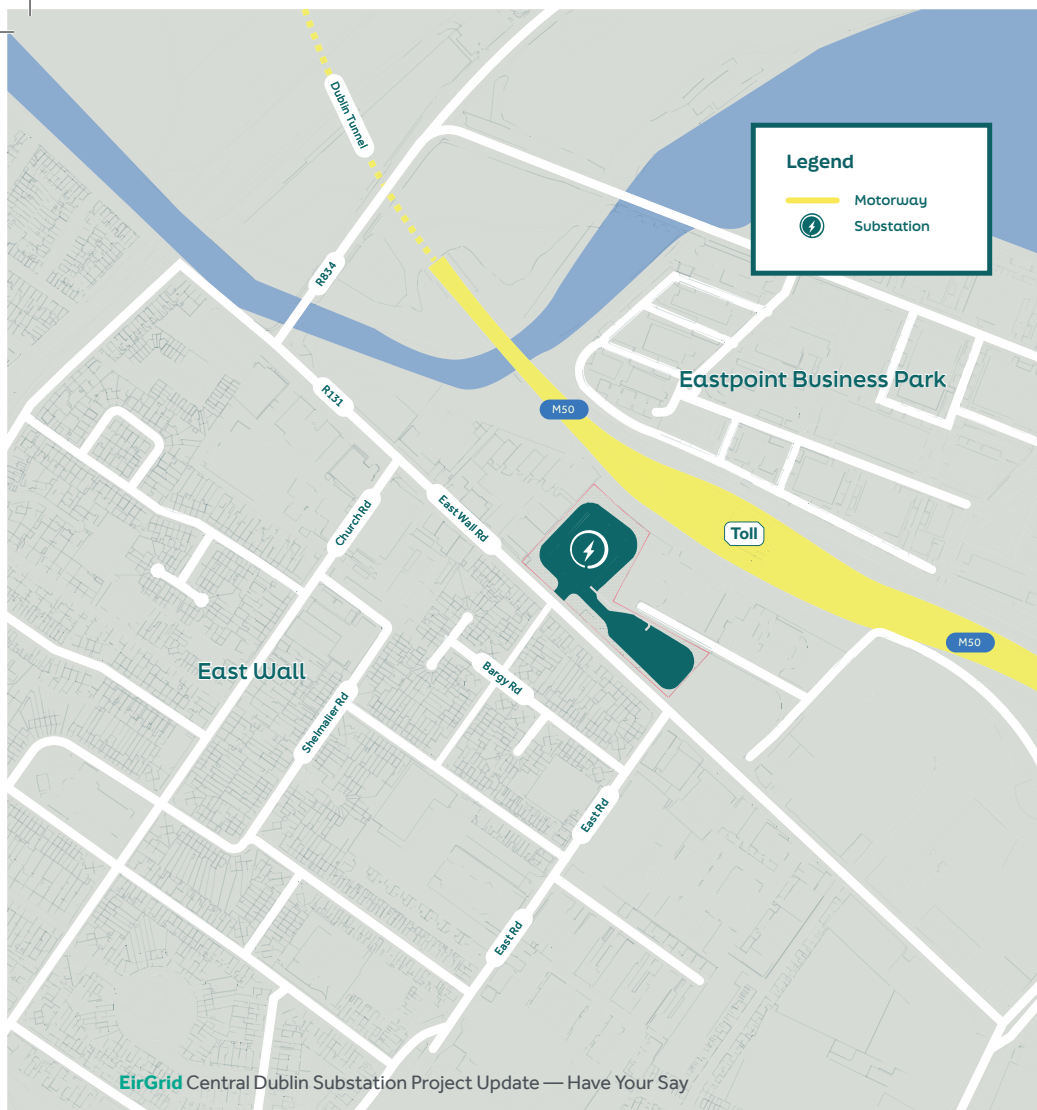 Dublin Tunnel
Legend
Motorway
Substation
R834
Eastpoint Business Park
R131
M50
Church Rd
East Wall Rd
Toll
M50
East Wall
Bargy Rd
Shelmalier Rd
East Rd
East Rd
EirGrid Central Dublin Substation Project Update — Have Your Say